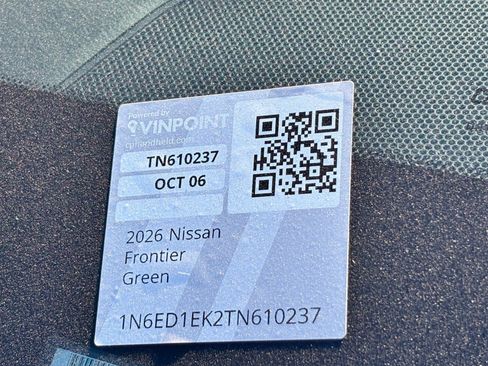 Powered by
VINPOINT
cpihandheld.com
TN610237
OCT 06
2026 Nissan
Frontier
Green
1N6ED1EK2TN610237